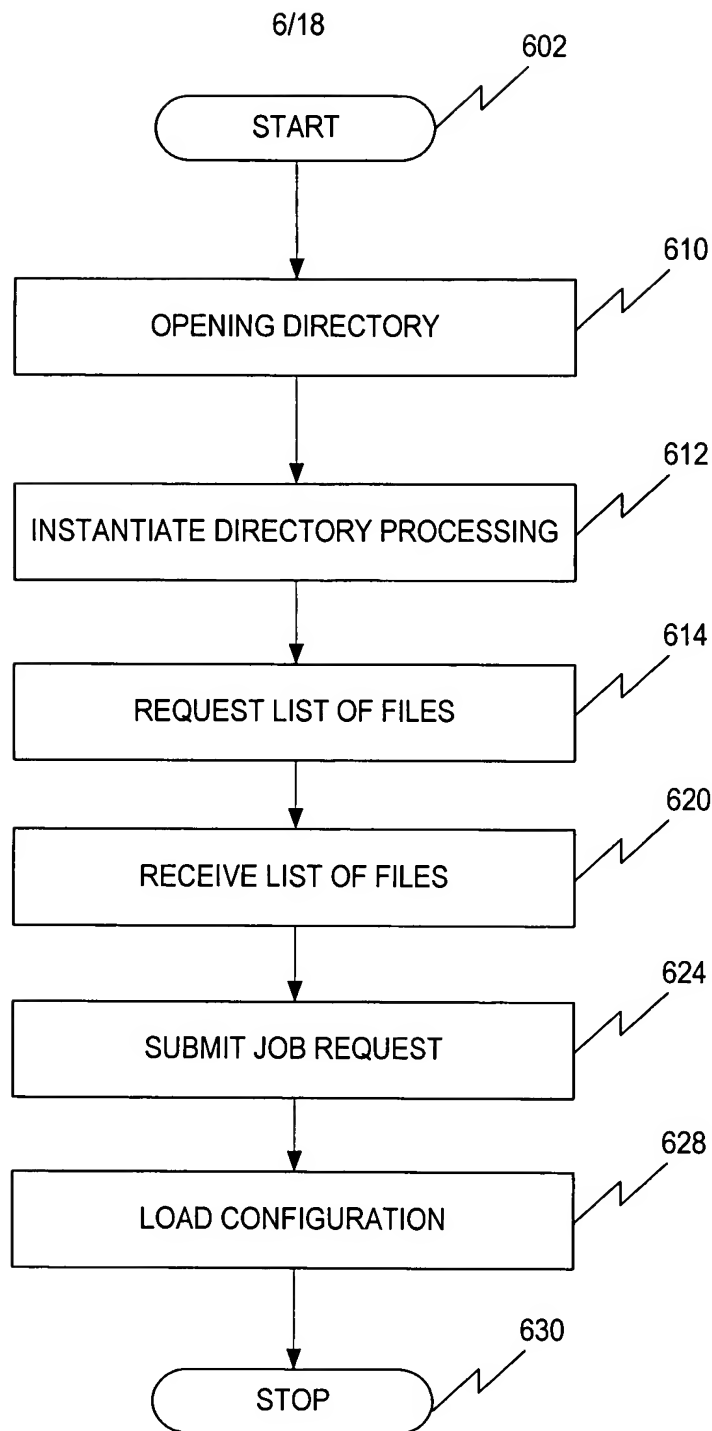 6/18
602
START
610
OPENING DIRECTORY
612
INSTANTIATE DIRECTORY PROCESSING
614
REQUEST LIST OF FILES
620
RECEIVE LIST OF FILES
624
SUBMIT JOB REQUEST
628
LOAD CONFIGURATION
630
STOP